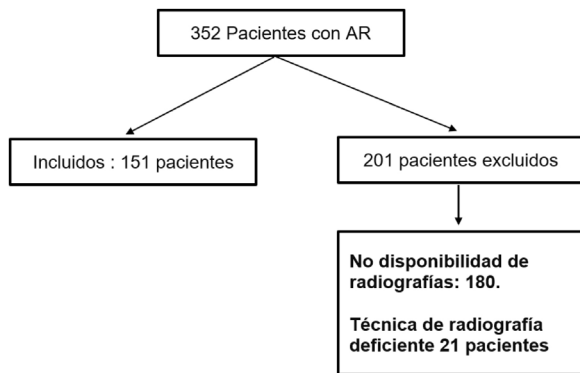 352 Pacientes con AR
Incluidos : 151 pacientes
201 pacientes excluidos
No disponibilidad de
radiografías: 180.
Técnica de radiografía
deficiente 21 pacientes